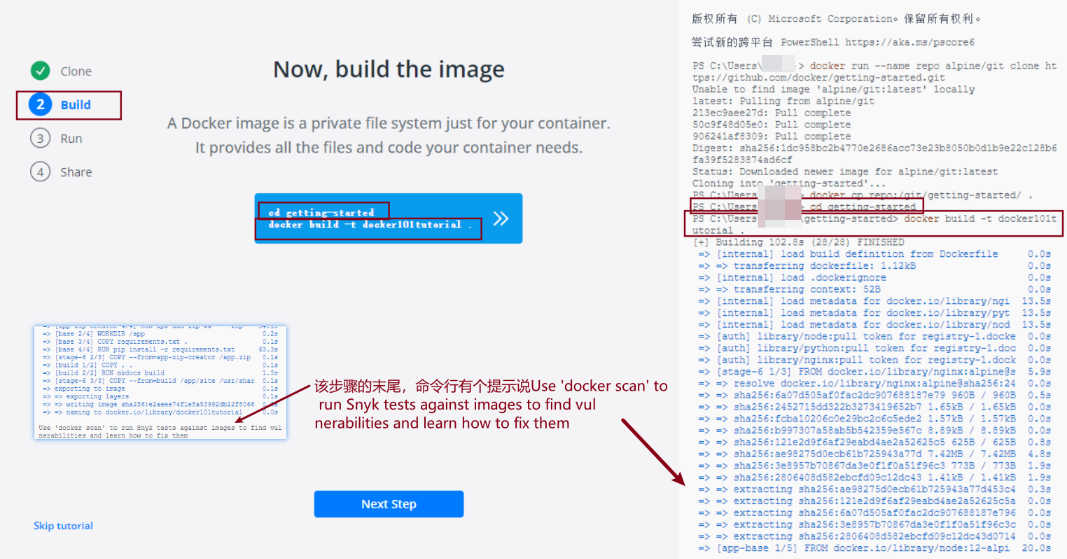 Clone
2 Build
3 Run
4 Share
Now, build the image
A Docker image is a private file system just for your container.
It provides all the files and code your container needs.
cd getting-started
docker build -t docker101tutorial .
=> [base 2/4] WORKDIR /app 0.2s
=> [base 3/4] COPY requirements.txt . 0.1s
=> [base 4/4] RUN pip install -r requirements.txt 63.3s
=> [stage-6 2/3] COPY --from=app-zip-creator /app.zip 0.1s
=> [build 1/2] COPY . . 0.1s
=> [build 2/2] RUN mkdocs build 1.3s
=> [stage-6 3/3] COPY --from=build /app/site /usr/shar 0.1s
=> exporting to image
=> => exporting layers
=> => writing image
=> => naming to docker.io/library/docker101tutorial
Use 'docker scan' to run Snyk tests against images to find vul
nerabilities and learn how to fix them
该步骤的末尾，命令行有个提示说Use 'docker scan' to
run Snyk tests against images to find vul
nerabilities and learn how to fix them
Next Step
Skip tutorial
版权所有 (C) Microsoft Corporation。保留所有权利。
尝试新的跨平台 PowerShell https://aka.ms/pscore6
PS C:\Users\ > docker run --name repo alpine/git clone ht
tps://github.com/docker/getting-started.git
Unable to find image 'alpine/git:latest' locally
latest: Pulling from alpine/git
213ec9aee27d: Pull complete
50c9f48d05e0: Pull complete
906241af8309: Pull complete
Digest: sha256:1dc958bc2b4770e2686acc73e23b8050b0d1b9e22c128b6
fa39f5283874ad6cf
Status: Downloaded newer image for alpine/git:latest
Cloning into 'getting-started'...
PS C:\Users\ > docker cp repo:/git/getting-started/ .
PS C:\Users\ > cd getting-started
PS C:\Users\ \getting-started> docker build -t docker101t
utorial .
[+] Building 102.8s (28/28) FINISHED
=> [internal] load build definition from Dockerfile 0.0s
=> => transferring dockerfile: 1.12kB 0.0s
=> [internal] load .dockerignore 0.0s
=> => transferring context: 52B 0.0s
=> [internal] load metadata for docker.io/library/ngi 13.5s
=> [internal] load metadata for docker.io/library/pyt 13.5s
=> [internal] load metadata for docker.io/library/nod 13.5s
=> [auth] library/node:pull token for registry-1.docke 0.0s
=> [auth] library/python:pull token for registry-1.doc 0.0s
=> [auth] library/nginx:pull token for registry-1.dock 0.0s
=> [stage-6 1/3] FROM docker.io/library/nginx:alpine@s 5.9s
=> => resolve docker.io/library/nginx:alpine@sha256:24 0.0s
=> => sha256:6a07d505af0fac2dc907688187e79 960B / 960B 0.5s
=> => sha256:2452715dd322b3273419652b7 1.65kB / 1.65kB 0.0s
=> => sha256:fcba10206c0e29bc2c6c5ede2 1.57kB / 1.57kB 0.0s
=> => sha256:b997307a58ab5b542359e567c 8.89kB / 8.89kB 0.0s
=> => sha256:121e2d9f6af29eabd4ae2a52625c5 625B / 625B 0.8s
=> => sha256:ae98275d0ecb61b725943a77d 7.42MB / 7.42MB 4.8s
=> => sha256:3e8957b70867da3e0f1f0a51f96c3 773B / 773B 1.9s
=> => sha256:2806408d582ebcfd09c12dc43 1.41kB / 1.41kB 1.9s
=> => extracting sha256:ae98275d0ecb61b725943a77d453c4 0.3s
=> => extracting sha256:121e2d9f6af29eabd4ae2a52625c5a 0.0s
=> => extracting sha256:6a07d505af0fac2dc907688187e796 0.0s
=> => extracting sha256:3e8957b70867da3e0f1f0a51f96c3c 0.0s
=> => extracting sha256:2806408d582ebcfd09c12dc43d0714 0.0s
=> [app-base 1/5] FROM docker.io/library/node:12-alpi 20.0s